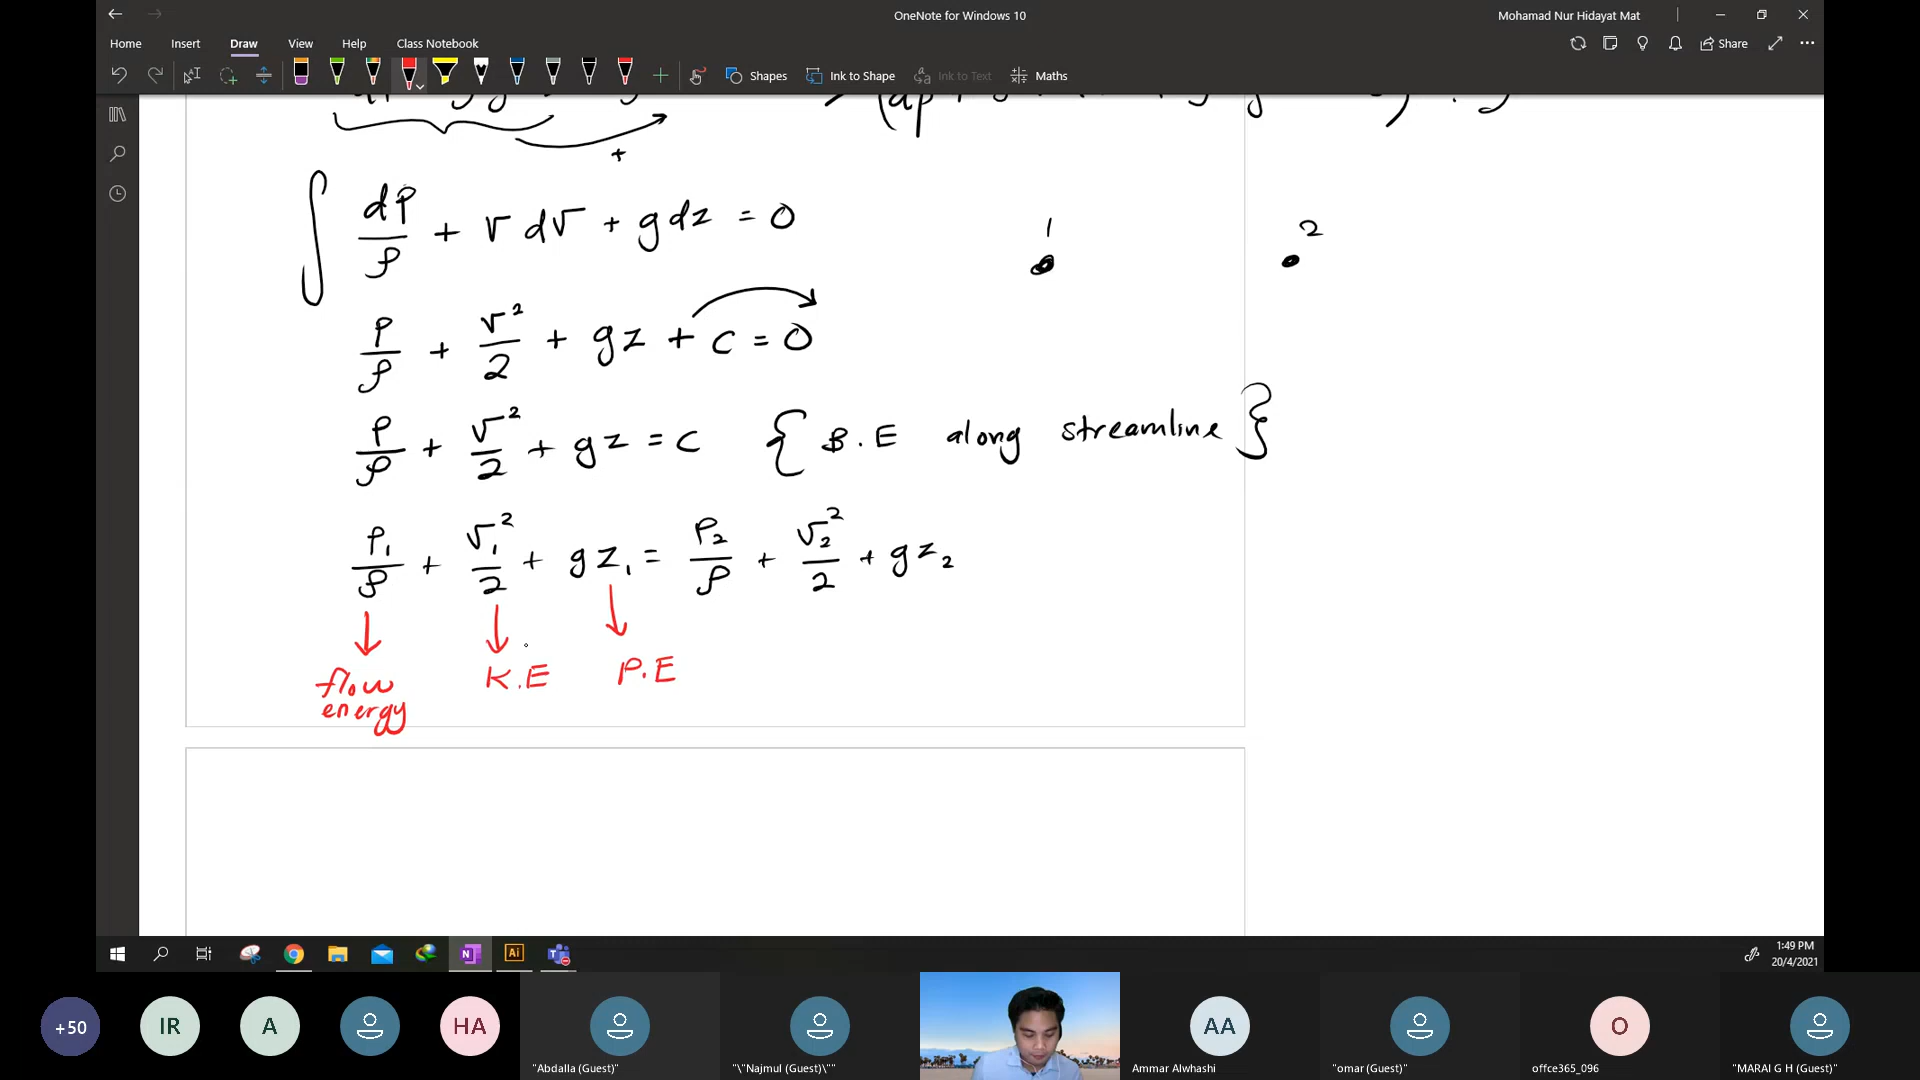 OneNote for Windows 10
Mohamad Nur Hidayat Mat
Home Insert Draw View Help Class Notebook
Share
Shapes Ink to Shape Ink to Text Maths
+
∫ dP/ρ + v dv + g dz = 0
1 2
P/ρ + v²/2 + gz + c = 0
P/ρ + v²/2 + gz = c { B.E along streamline }
P₁/ρ + v₁²/2 + gz₁ = P₂/ρ + v₂²/2 + gz₂
flow energy
K.E
P.E
1:49 PM
20/4/2021
+50 IR A HA AA O
"Abdalla (Guest)"
"\"Najmul (Guest)\""
Ammar Alwhashi
"omar (Guest)"
offce365_096
"MARAI G H (Guest)"